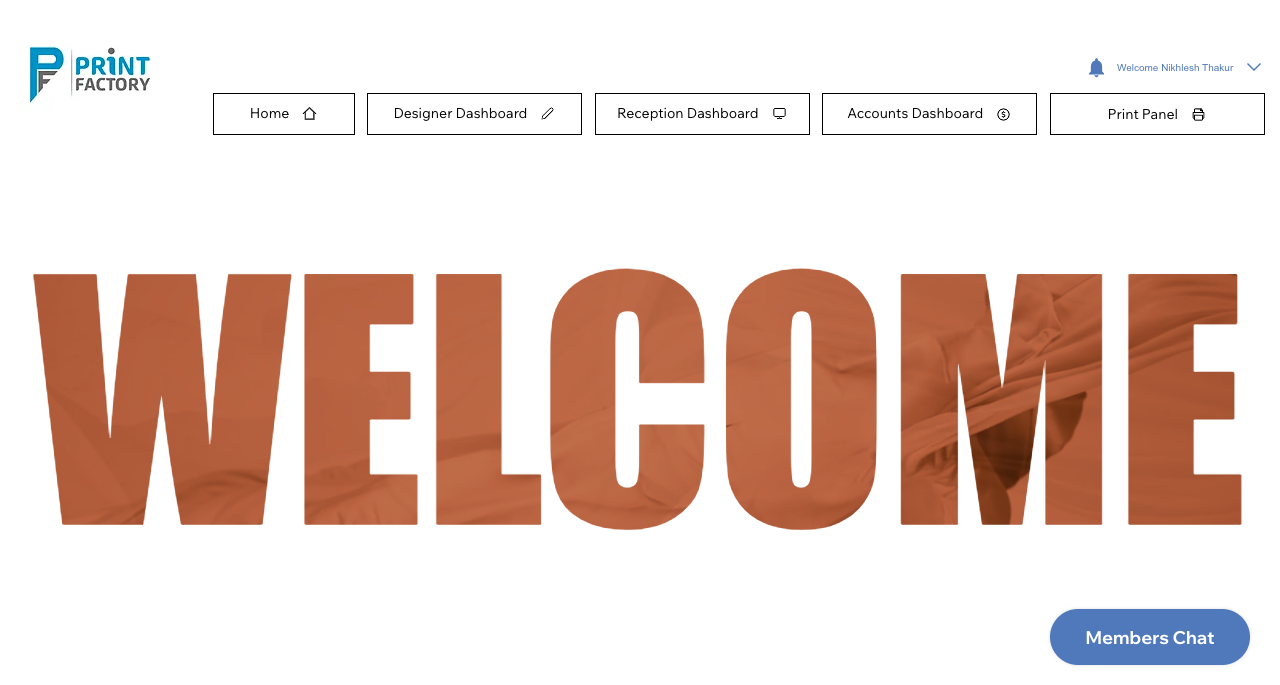 PRINT
FACTORY
Welcome Nikhlesh Thakur
Home
Designer Dashboard
Reception Dashboard
Accounts Dashboard
Print Panel
WELCOME
Members Chat